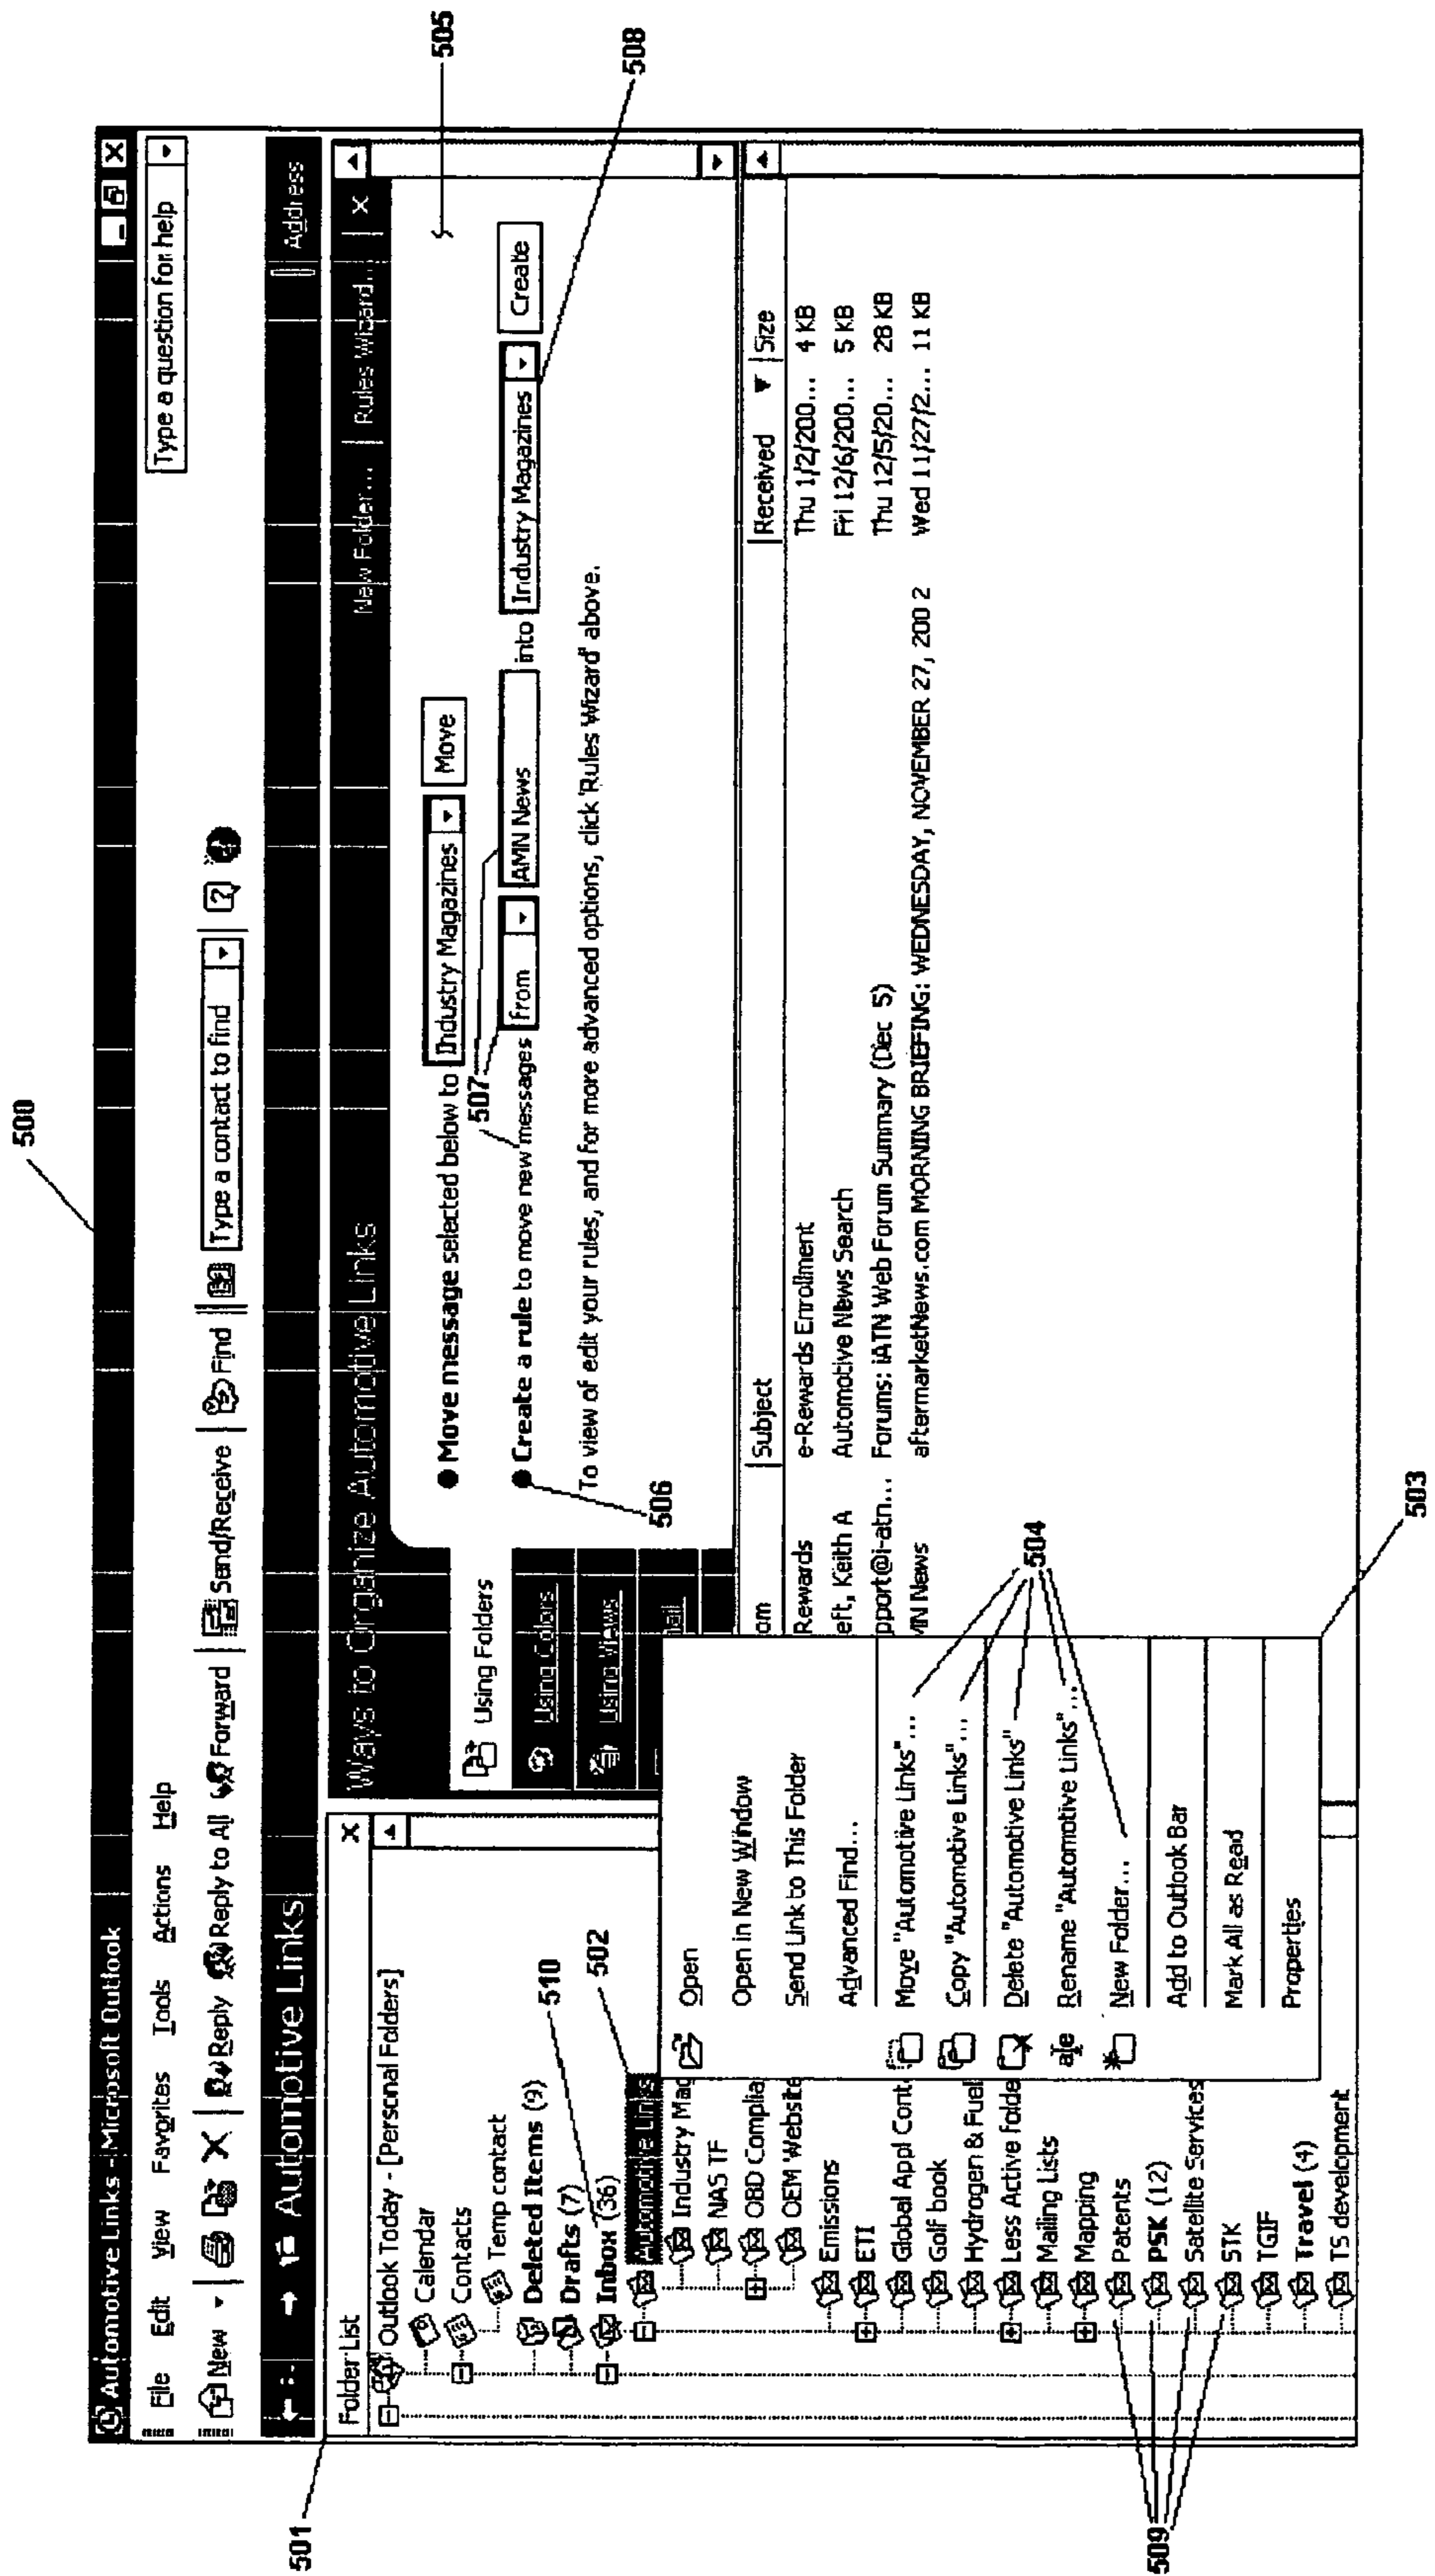 500
Automotive Links - Microsoft Outlook
File Edit View Favorites Tools Actions Help
Type a question for help
New Reply Reply to All Forward Send/Receive Find Type a contact to find
Automotive Links
Address
501
Folder List
Outlook Today - [Personal Folders]
Calendar
Contacts
Temp contact
Deleted Items (9)
Drafts (7)
Inbox (36)
510
502
Automotive Links
Industry Mag
NAS TF
OBD Complia
OEM Website
Emissions
ETI
Global Appl Cont
Golf book
Hydrogen & Fuel
Less Active folde
Mailing Lists
Mapping
Patents
PSK (12)
Satellite Services
STK
TGIF
Travel (4)
TS development
509
Ways to Organize Automotive Links
New Folder... Rules Wizard...
505
Using Folders
Using Colors
Using Views
Move message selected below to Industry Magazines Move
507
Create a rule to move new messages from AMN News into Industry Magazines Create
508
506
To view of edit your rules, and for more advanced options, click 'Rules Wizard' above.
om Subject Received Size
Rewards e-Rewards Enrollment Thu 1/2/200... 4 KB
eft, Keith A Automotive News Search Fri 12/6/200... 5 KB
pport@i-atn... Forums: iATN Web Forum Summary (Dec 5) Thu 12/5/20... 28 KB
MN News aftermarketNews.com MORNING BRIEFING: WEDNESDAY, NOVEMBER 27, 200 2 Wed 11/27/2... 11 KB
Open
Open in New Window
Send Link to This Folder
Advanced Find...
Move "Automotive Links"...
Copy "Automotive Links"...
Delete "Automotive Links"
Rename "Automotive Links"...
New Folder...
Add to Outlook Bar
Mark All as Read
Properties
504
503